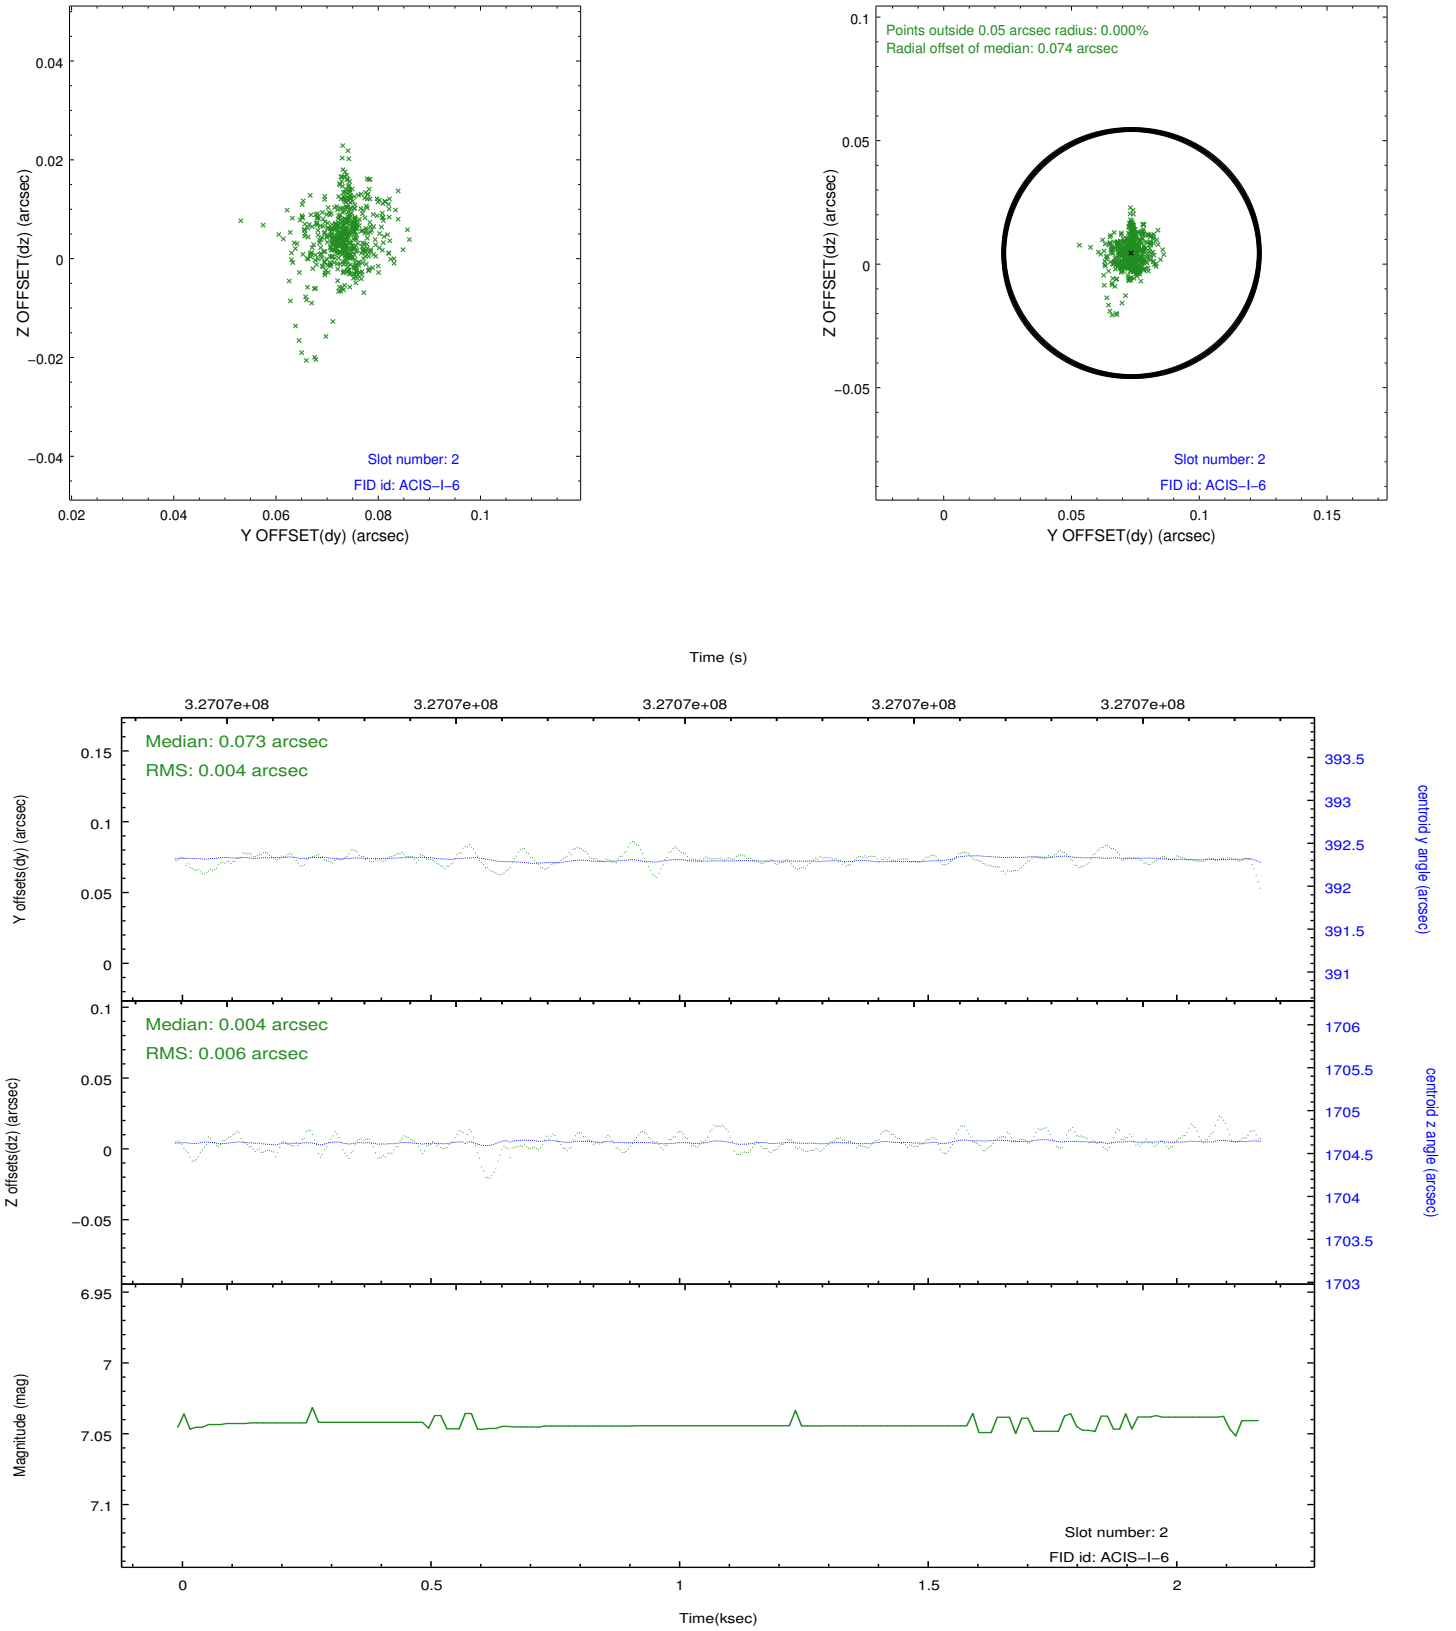 0.04
0.02
0
−0.02
−0.04
Z OFFSET(dz) (arcsec)
Slot number: 2
FID id: ACIS−I−6
0.02
0.04
0.06
0.08
0.1
Y OFFSET(dy) (arcsec)
0.1
0.05
0
−0.05
Z OFFSET(dz) (arcsec)
Points outside 0.05 arcsec radius: 0.000%
Radial offset of median: 0.074 arcsec
Slot number: 2
FID id: ACIS−I−6
0
0.05
0.1
0.15
Y OFFSET(dy) (arcsec)
Time (s)
3.2707e+08
3.2707e+08
3.2707e+08
3.2707e+08
3.2707e+08
Median: 0.073 arcsec
RMS: 0.004 arcsec
0.15
0.1
0.05
0
Y offsets(dy) (arcsec)
393.5
393
392.5
392
391.5
391
centroid y angle (arcsec)
Median: 0.004 arcsec
RMS: 0.006 arcsec
0.1
0.05
0
−0.05
Z offsets(dz) (arcsec)
1706
1705.5
1705
1704.5
1704
1703.5
1703
centroid z angle (arcsec)
6.95
7
7.05
7.1
Magnitude (mag)
Slot number: 2
FID id: ACIS−I−6
0
0.5
1
1.5
2
Time(ksec)